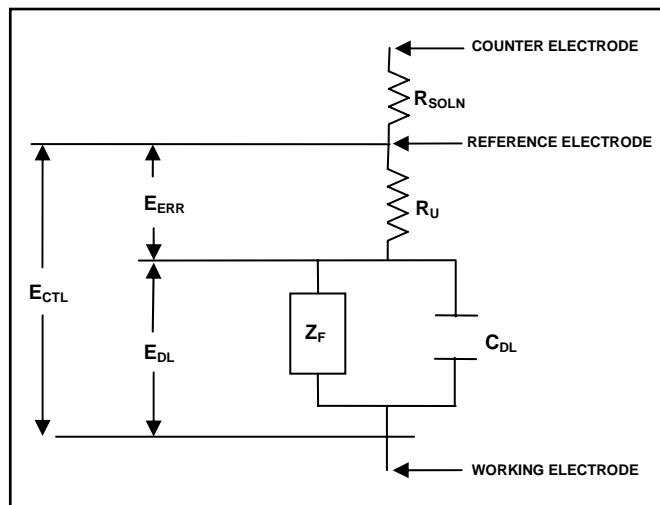 COUNTER ELECTRODE
RSOLN
REFERENCE ELECTRODE
EERR
RU
ECTL
EDL
ZF
CDL
WORKING ELECTRODE